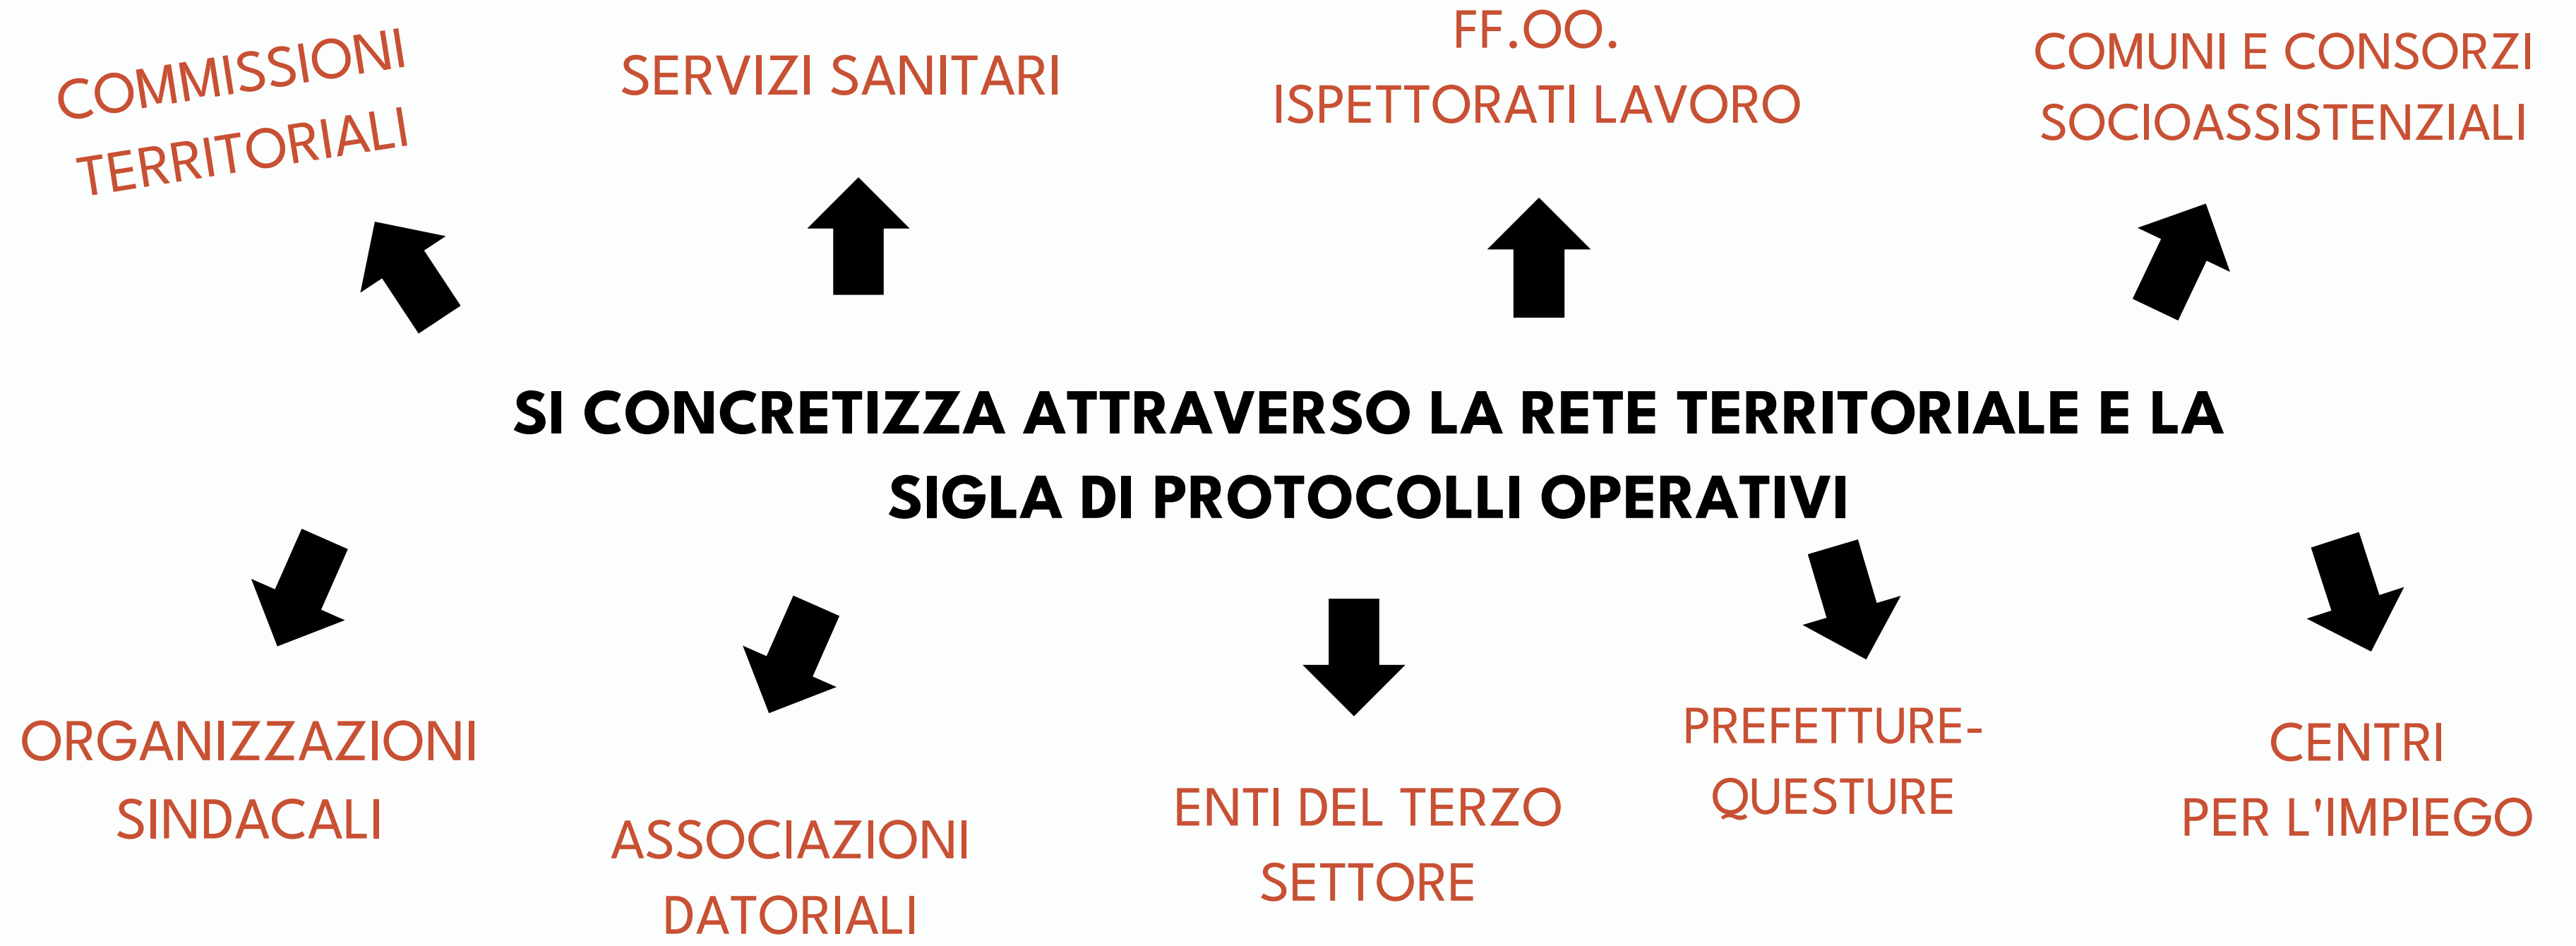 COMMISSIONI
TERRITORIALI
SERVIZI SANITARI
FF.OO.
ISPETTORATI LAVORO
COMUNI E CONSORZI
SOCIOASSISTENZIALI
SI CONCRETIZZA ATTRAVERSO LA RETE TERRITORIALE E LA
SIGLA DI PROTOCOLLI OPERATIVI
ORGANIZZAZIONI
SINDACALI
ASSOCIAZIONI
DATORIALI
ENTI DEL TERZO
SETTORE
PREFETTURE-
QUESTURE
CENTRI
PER L'IMPIEGO